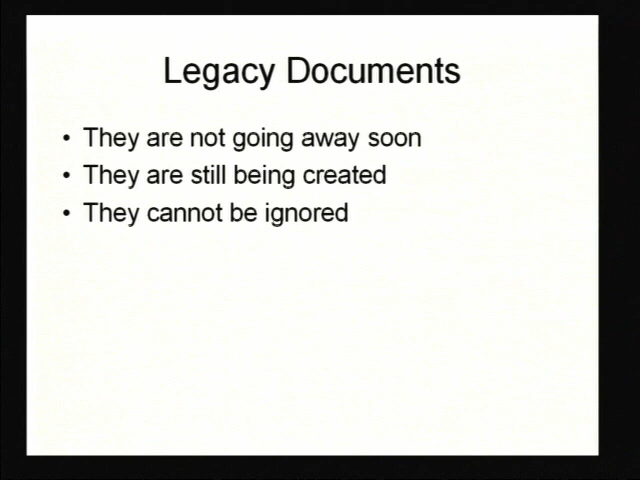 Legacy Documents
• They are not going away soon
• They are still being created
• They cannot be ignored